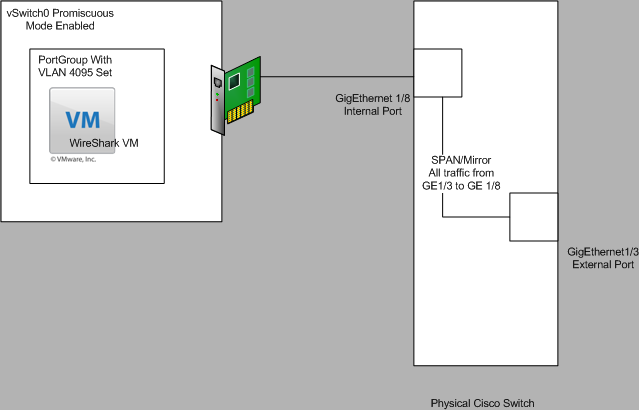 vSwitch0 Promiscuous
Mode Enabled
PortGroup With
VLAN 4095 Set
VM
WireShark VM
© VMware, Inc.
GigEthernet 1/8
Internal Port
SPAN/Mirror
All traffic from
GE1/3 to GE 1/8
GigEthernet1/3
External Port
Physical Cisco Switch